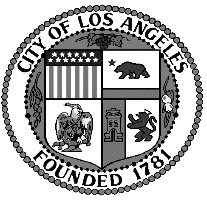 CITY OF LOS ANGELES
FOUNDED 1781